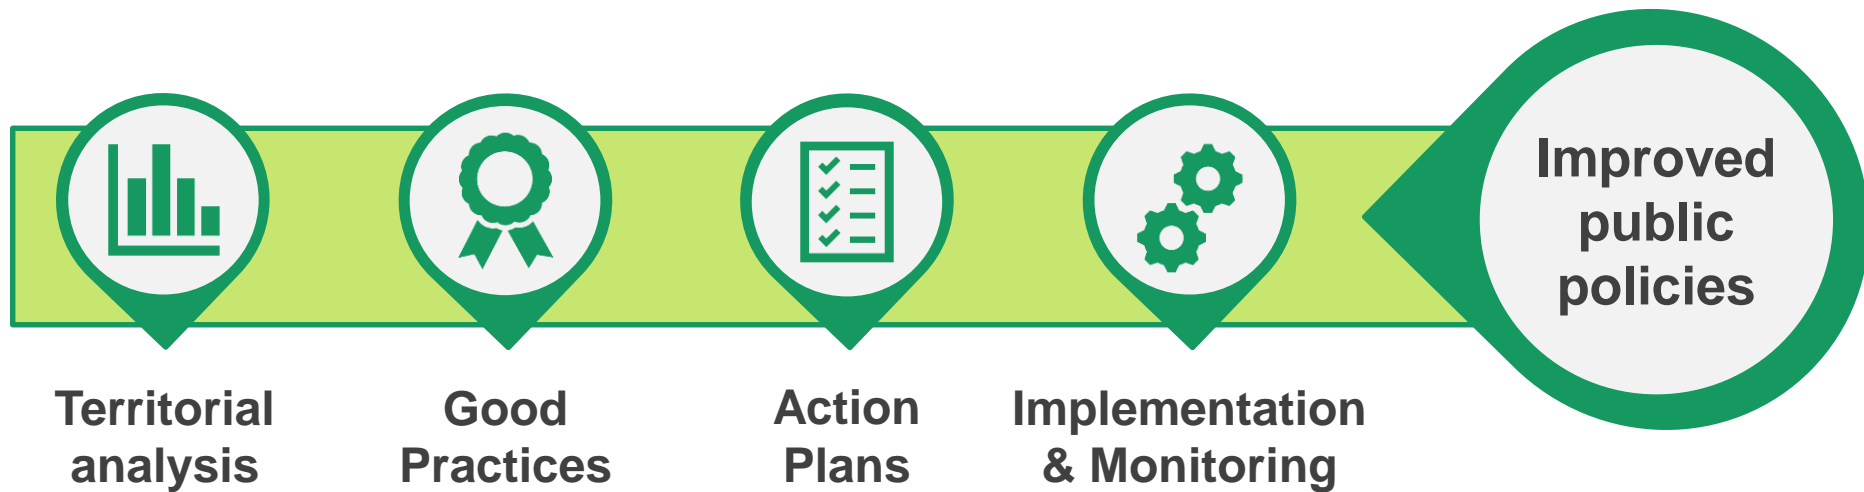 Territorial
analysis
Good
Practices
Action
Plans
Implementation
& Monitoring
Improved
public
policies